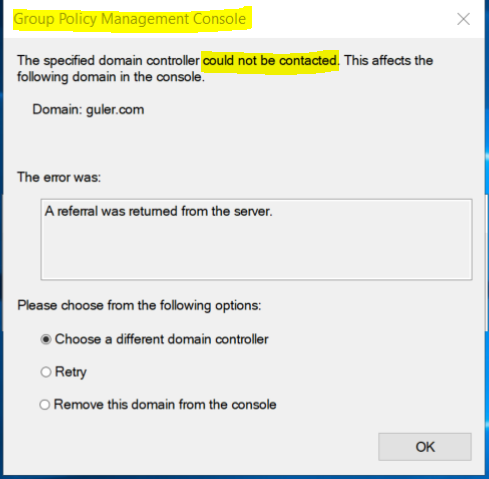 Group Policy Management Console
The specified domain controller could not be contacted. This affects the
following domain in the console.
Domain: guler.com
The error was:
A referral was returned from the server.
Please choose from the following options:
Choose a different domain controller
Retry
Remove this domain from the console
OK